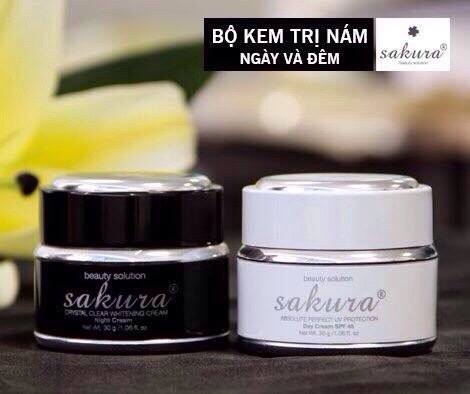 BỘ KEM TRỊ NÁM
NGÀY VÀ ĐÊM
sakura®
beauty solution
beauty solution
sakura®
CRYSTAL CLEAR WHITENING CREAM
Night Cream
Net Wt. 30 g /1.06 fl. oz
beauty solution
sakura®
ABSOLUTE PERFECT UV PROTECTION
Day Cream SPF 45
Net Wt. 30 g /1.06 fl. oz